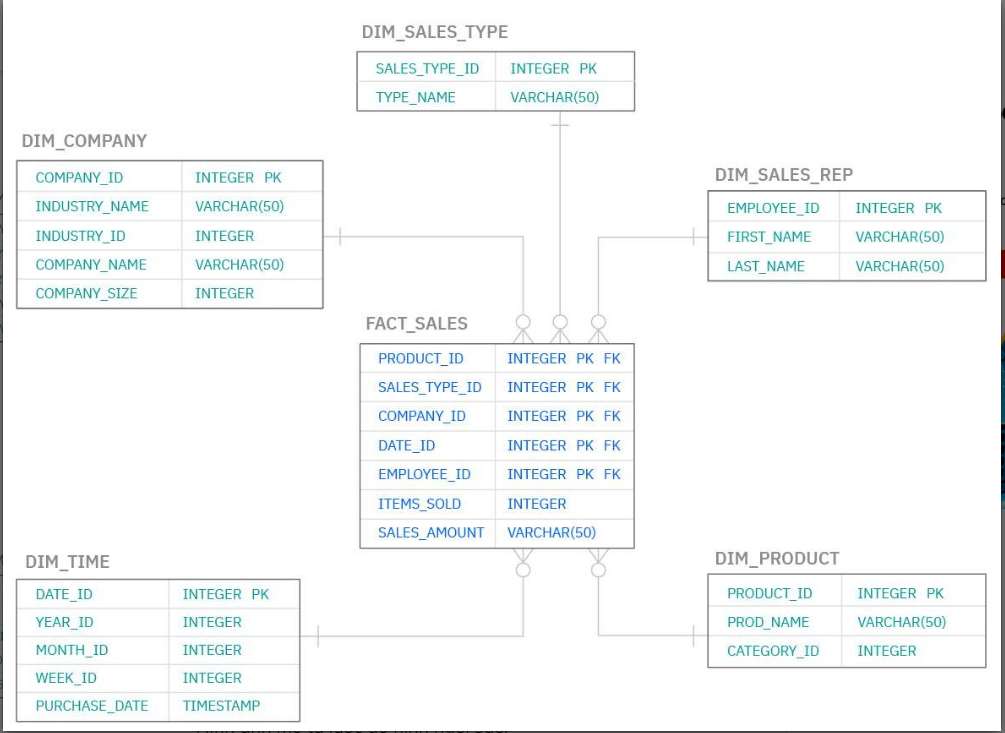 DIM_SALES_TYPE
SALES_TYPE_ID INTEGER PK
TYPE_NAME VARCHAR(50)
DIM_COMPANY
COMPANY_ID INTEGER PK
INDUSTRY_NAME VARCHAR(50)
INDUSTRY_ID INTEGER
COMPANY_NAME VARCHAR(50)
COMPANY_SIZE INTEGER
DIM_SALES_REP
EMPLOYEE_ID INTEGER PK
FIRST_NAME VARCHAR(50)
LAST_NAME VARCHAR(50)
FACT_SALES
PRODUCT_ID INTEGER PK FK
SALES_TYPE_ID INTEGER PK FK
COMPANY_ID INTEGER PK FK
DATE_ID INTEGER PK FK
EMPLOYEE_ID INTEGER PK FK
ITEMS_SOLD INTEGER
SALES_AMOUNT VARCHAR(50)
DIM_TIME
DATE_ID INTEGER PK
YEAR_ID INTEGER
MONTH_ID INTEGER
WEEK_ID INTEGER
PURCHASE_DATE TIMESTAMP
DIM_PRODUCT
PRODUCT_ID INTEGER PK
PROD_NAME VARCHAR(50)
CATEGORY_ID INTEGER